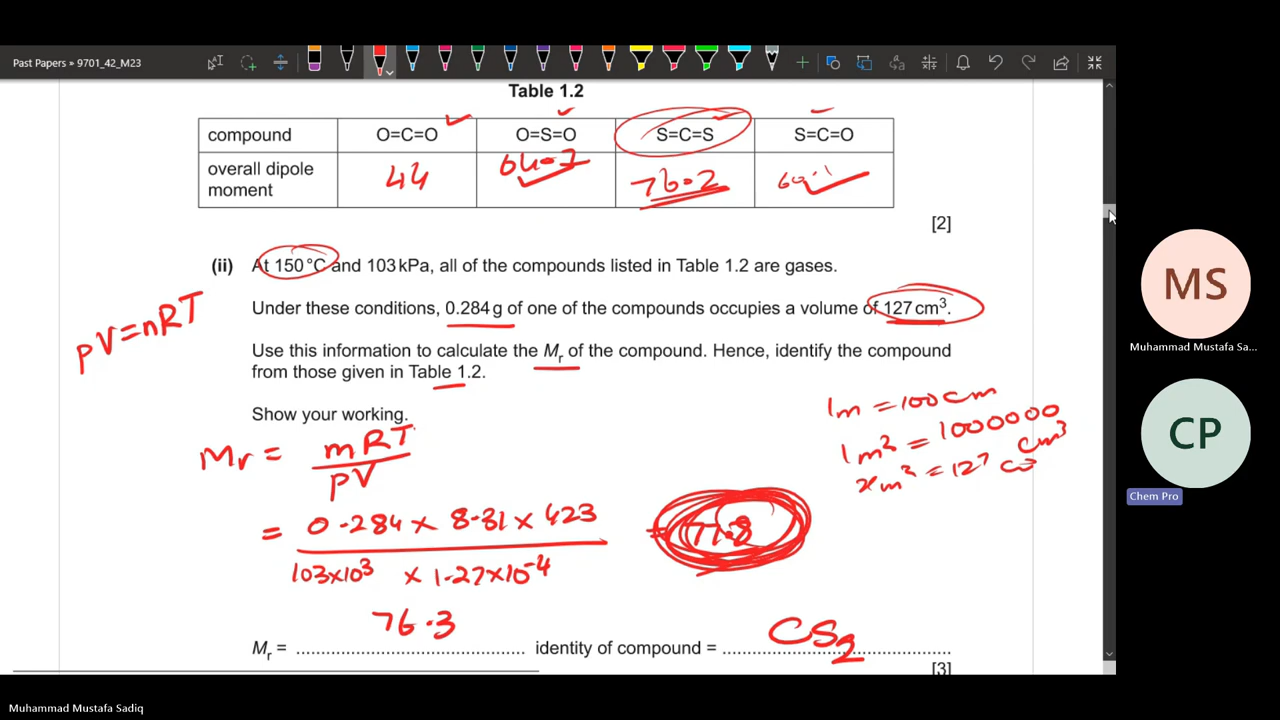 Past Papers » 9701_42_M23
Table 1.2
compound O=C=O O=S=O S=C=S S=C=O
overall dipole moment 44 64.1 76.2 60.1
[2]
(ii) At 150 °C and 103 kPa, all of the compounds listed in Table 1.2 are gases.
Under these conditions, 0.284 g of one of the compounds occupies a volume of 127 cm³.
pV=nRT
Use this information to calculate the Mr of the compound. Hence, identify the compound
from those given in Table 1.2.
Show your working.
1m = 100cm
1m³ = 1000000 cm³
xm³ = 127
Mr = mRT
pV
= 0.284 x 8.31 x 423 =
103x10³ x 1.27x10⁻⁴
76.3
Mr = ........................................ identity of compound = ........................................
CS₂
[3]
MS
Muhammad Mustafa Sa...
CP
Chem Pro
Muhammad Mustafa Sadiq